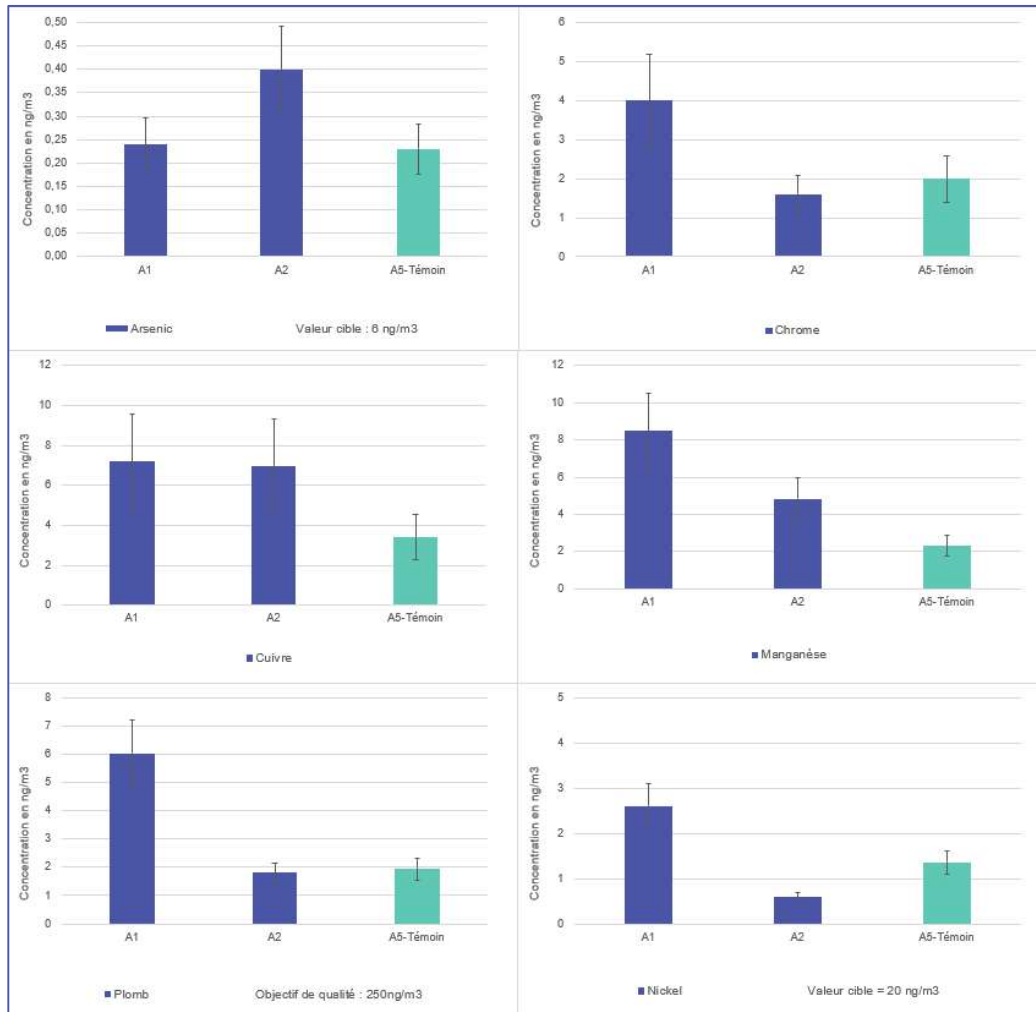 Concentration en ng/m3
0,50
0,45
0,40
0,35
0,30
0,25
0,20
0,15
0,10
0,05
0,00
A1 A2 A5-Témoin
Arsenic Valeur cible : 6 ng/m3
Concentration en ng/m3
6
5
4
3
2
1
0
A1 A2 A5-Témoin
Chrome
Concentration en ng/m3
12
10
8
6
4
2
0
A1 A2 A5-Témoin
Cuivre
Concentration en ng/m3
12
10
8
6
4
2
0
A1 A2 A5-Témoin
Manganèse
Concentration en ng/m3
8
7
6
5
4
3
2
1
0
A1 A2 A5-Témoin
Plomb Objectif de qualité : 250ng/m3
Concentration en ng/m3
5
4
3
2
1
0
A1 A2 A5-Témoin
Nickel Valeur cible = 20 ng/m3